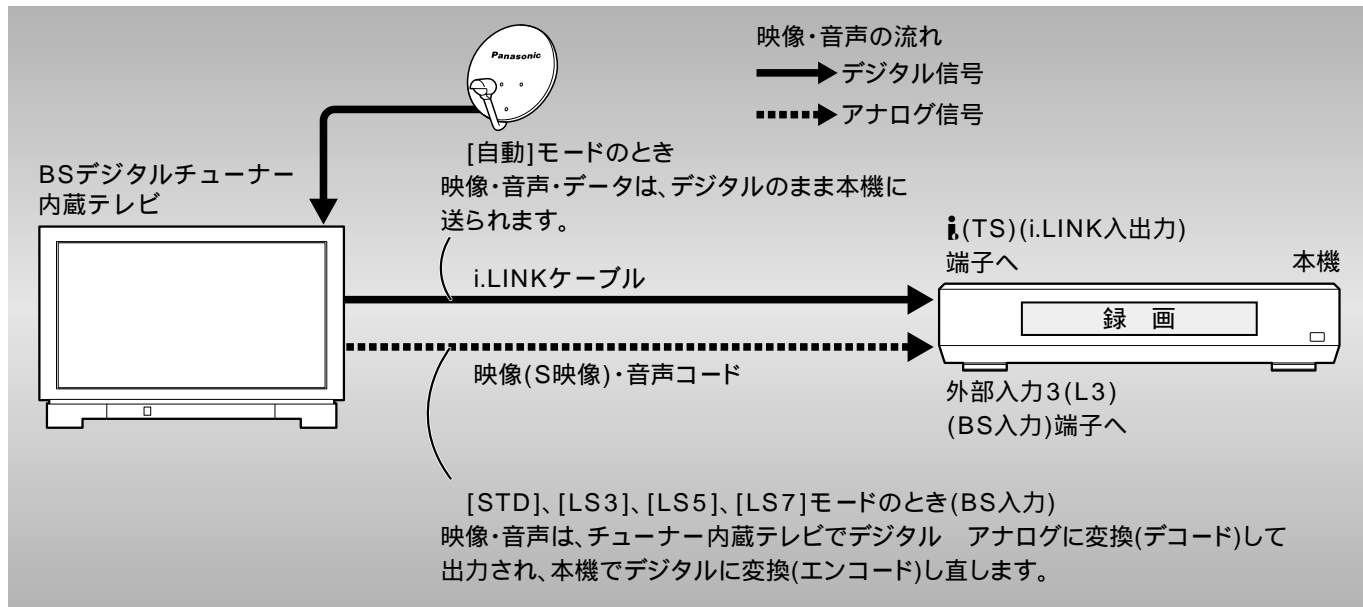 Panasonic
映像・音声の流れ
デジタル信号
アナログ信号
BSデジタルチューナー
内蔵テレビ
[自動]モードのとき
映像・音声・データは、デジタルのまま本機に
送られます。
i.LINKケーブル
i(TS)(i.LINK入出力)
端子へ
本機
録 画
映像(S映像)・音声コード
外部入力3(L3)
(BS入力)端子へ
[STD]、[LS3]、[LS5]、[LS7]モードのとき(BS入力)
映像・音声は、チューナー内蔵テレビでデジタル　アナログに変換(デコード)して
出力され、本機でデジタルに変換(エンコード)し直します。